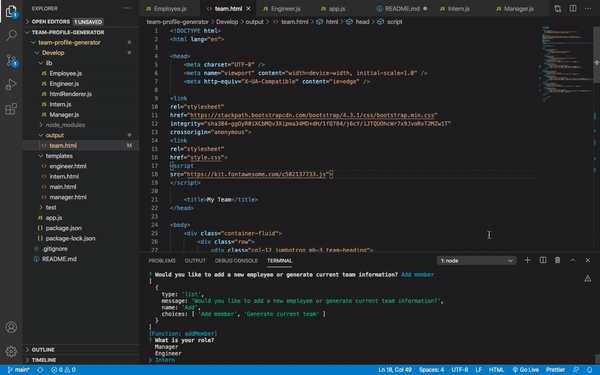 EXPLORER
OPEN EDITORS 1 UNSAVED
TEAM-PROFILE-GENERATOR
team-profile-generator
Develop
lib
Employee.js
Engineer.js
htmlRenderer.js
Intern.js
Manager.js
node_modules
output
team.html M
templates
engineer.html
intern.html
main.html
manager.html
test
app.js
package.json
package-lock.json
.gitignore
README.md
OUTLINE
TIMELINE
Employee.js
team.html M
Engineer.js
app.js
README.md M
Intern.js
Manager.js
team-profile-generator > Develop > output > team.html > html > head > script
1 <!DOCTYPE html>
2 <html lang="en">
3
4 <head>
5 <meta charset="UTF-8" />
6 <meta name="viewport" content="width=device-width, initial-scale=1.0" />
7 <meta http-equiv="X-UA-Compatible" content="ie=edge" />
8
9 <link
10 rel="stylesheet"
11 href="https://stackpath.bootstrapcdn.com/bootstrap/4.3.1/css/bootstrap.min.css"
12 integrity="sha384-ggOyR0iXCbMQv3Xipma34MD+dH/1fQ784/j6cY/iJTQUOhcWr7x9JvoRxT2MZw1T"
13 crossorigin="anonymous">
14 <link
15 rel="stylesheet"
16 href="style.css">
17 <script
18 src="https://kit.fontawesome.com/c502137733.js">
19 </script>
20
21 <title>My Team</title>
22 </head>
23
24 <body>
25 <div class="container-fluid">
26 <div class="row">
27 <div class="col-12 jumbotron mb-3 team-heading">
PROBLEMS OUTPUT DEBUG CONSOLE TERMINAL 1: node
? Would you like to add a new employee or generate current team information? Add member
[
{
type: 'list',
message: 'Would you like to add a new employee or generate current team information?',
name: 'Add',
choices: [ 'Add member', 'Generate current team' ]
}
]
[Function: addMember]
? What is your role?
Manager
Engineer
❯ Intern
main* 0 0 Ln 18, Col 49 Spaces: 4 UTF-8 LF HTML Go Live Prettier